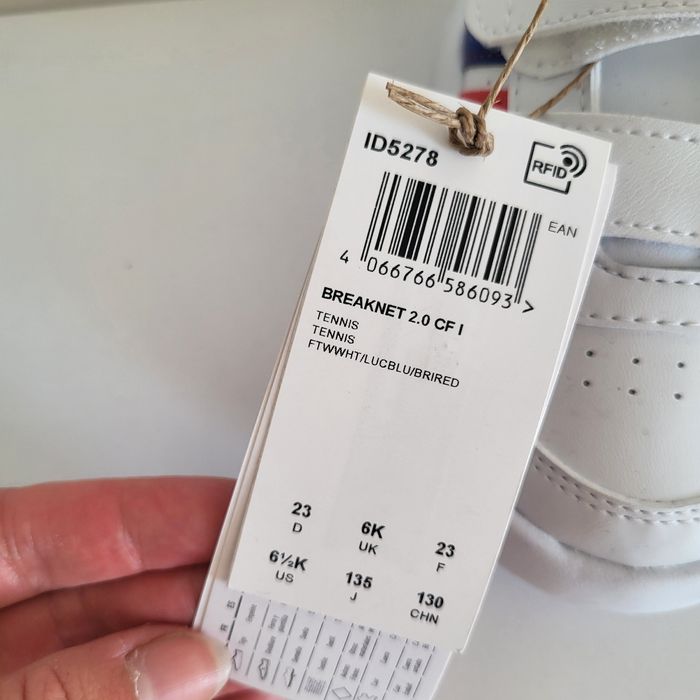 ID5278
RFID
EAN
4 066766 586093 >
BREAKNET 2.0 CF I
TENNIS
TENNIS
FTWWHT/LUCBLU/BRIRED
23
D
6K
UK
23
F
6½K
US
135
J
130
CHN